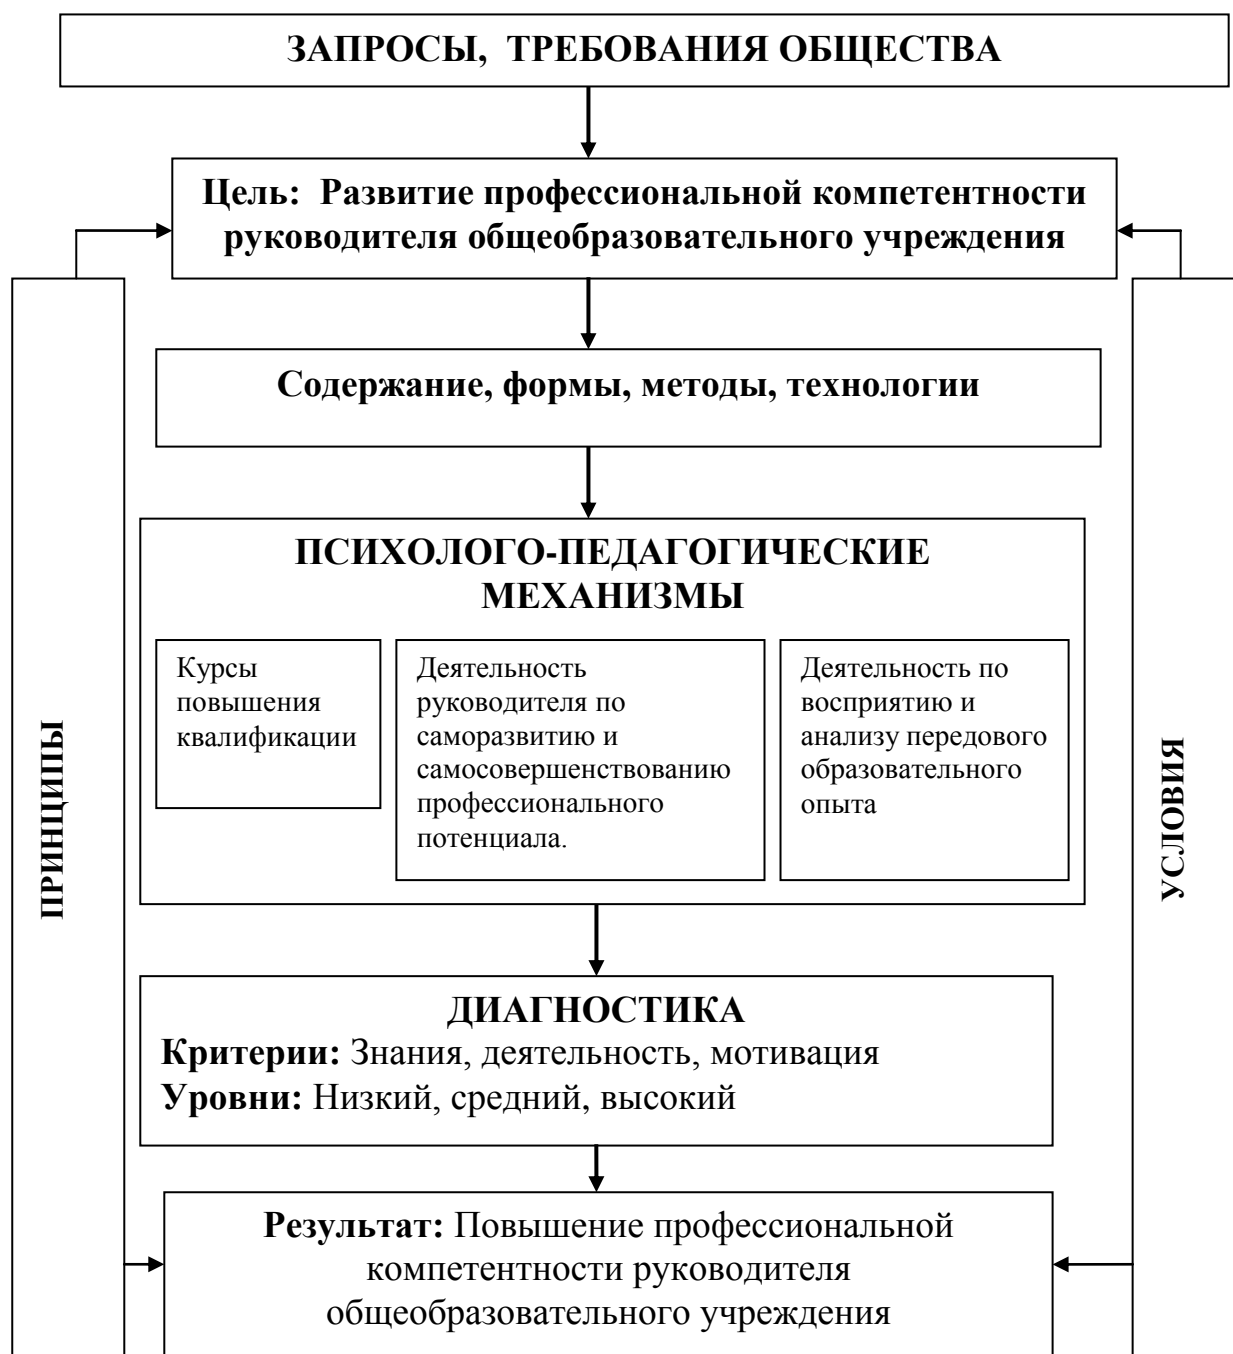 ЗАПРОСЫ,  ТРЕБОВАНИЯ ОБЩЕСТВА
Цель:  Развитие профессиональной компетентности
руководителя общеобразовательного учреждения
Содержание, формы, методы, технологии
ПСИХОЛОГО-ПЕДАГОГИЧЕСКИЕ
МЕХАНИЗМЫ
Курсы
повышения
квалификации
Деятельность
руководителя по
саморазвитию и
самосовершенствованию
профессионального
потенциала.
Деятельность по
восприятию и
анализу передового
образовательного
опыта
ПРИНЦИПЫ
УСЛОВИЯ
ДИАГНОСТИКА
Критерии: Знания, деятельность, мотивация
Уровни: Низкий, средний, высокий
Результат: Повышение профессиональной
компетентности руководителя
общеобразовательного учреждения